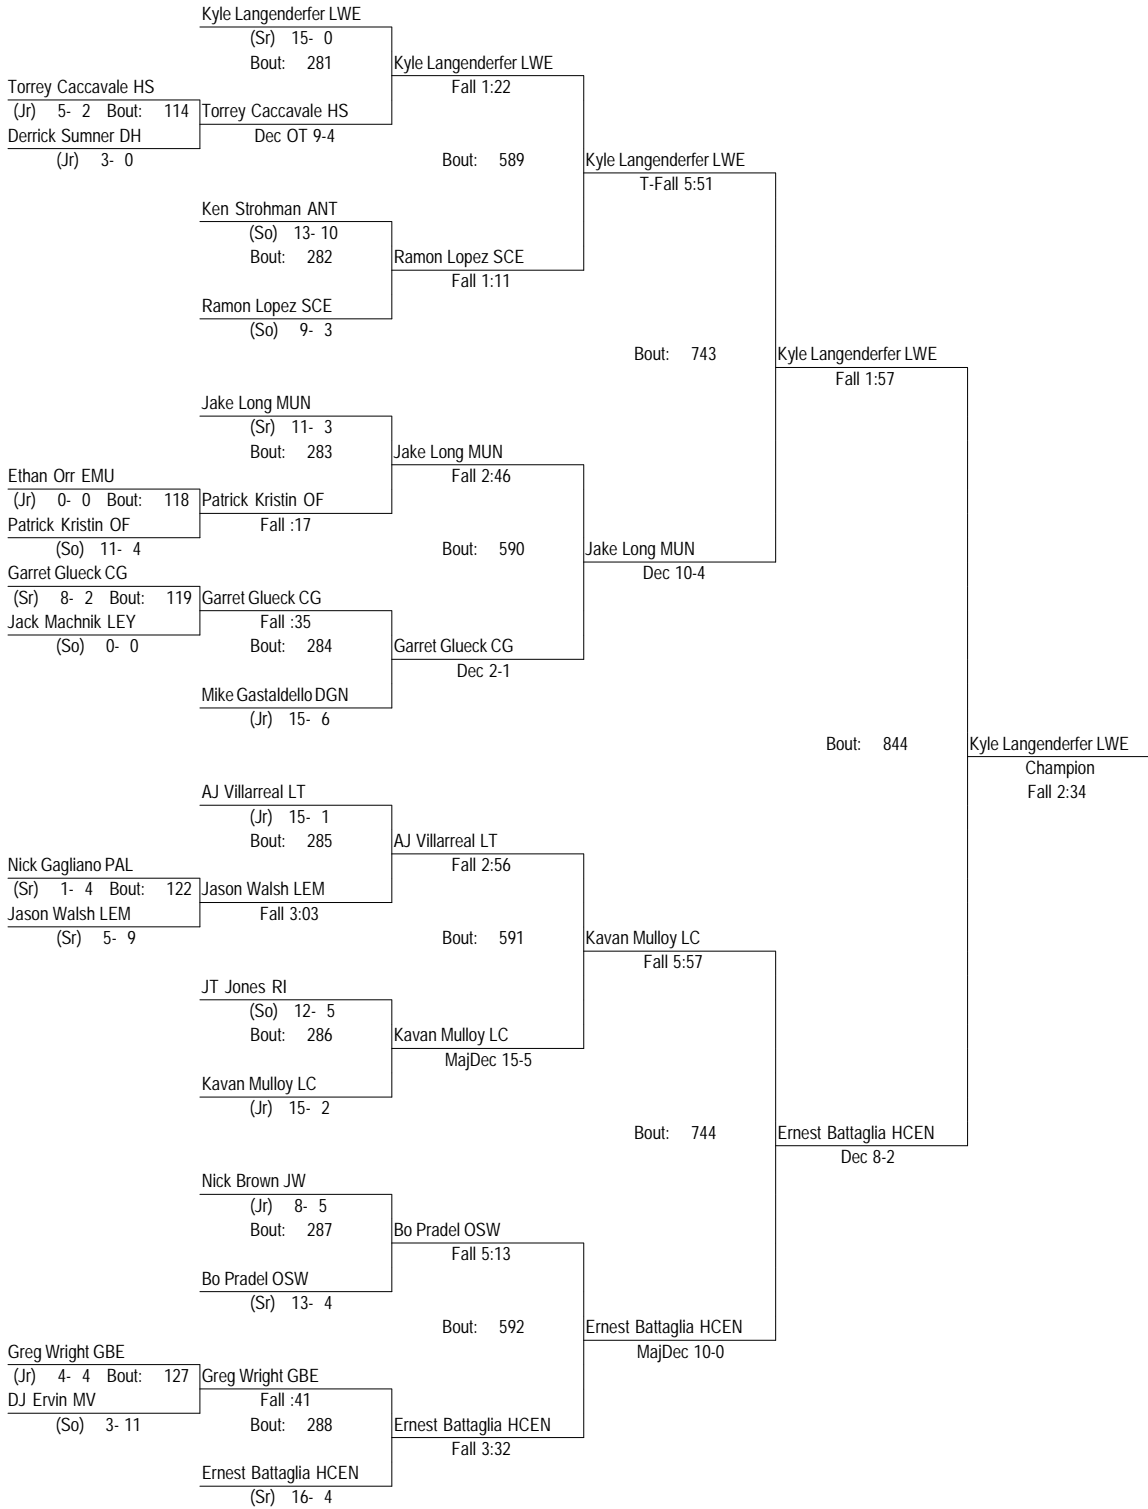 Kyle Langenderfer LWE
(Sr) 15- 0
Bout: 281
Kyle Langenderfer LWE
Fall 1:22
Torrey Caccavale HS
(Jr) 5- 2 Bout: 114
Torrey Caccavale HS
Derrick Sumner DH
Dec OT 9-4
(Jr) 3- 0
Bout: 589
Kyle Langenderfer LWE
T-Fall 5:51
Ken Strohman ANT
(So) 13- 10
Bout: 282
Ramon Lopez SCE
Fall 1:11
Ramon Lopez SCE
(So) 9- 3
Bout: 743
Kyle Langenderfer LWE
Fall 1:57
Jake Long MUN
(Sr) 11- 3
Bout: 283
Jake Long MUN
Fall 2:46
Ethan Orr EMU
(Jr) 0- 0 Bout: 118
Patrick Kristin OF
Patrick Kristin OF
Fall :17
(So) 11- 4
Bout: 590
Jake Long MUN
Dec 10-4
Garret Glueck CG
(Sr) 8- 2 Bout: 119
Garret Glueck CG
Jack Machnik LEY
Fall :35
(So) 0- 0
Bout: 284
Garret Glueck CG
Dec 2-1
Mike Gastaldello DGN
(Jr) 15- 6
Bout: 844
Kyle Langenderfer LWE
Champion
Fall 2:34
AJ Villarreal LT
(Jr) 15- 1
Bout: 285
AJ Villarreal LT
Fall 2:56
Nick Gagliano PAL
(Sr) 1- 4 Bout: 122
Jason Walsh LEM
Jason Walsh LEM
Fall 3:03
(Sr) 5- 9
Bout: 591
Kavan Mulloy LC
Fall 5:57
JT Jones RI
(So) 12- 5
Bout: 286
Kavan Mulloy LC
MajDec 15-5
Kavan Mulloy LC
(Jr) 15- 2
Bout: 744
Ernest Battaglia HCEN
Dec 8-2
Nick Brown JW
(Jr) 8- 5
Bout: 287
Bo Pradel OSW
Fall 5:13
Bo Pradel OSW
(Sr) 13- 4
Bout: 592
Ernest Battaglia HCEN
MajDec 10-0
Greg Wright GBE
(Jr) 4- 4 Bout: 127
Greg Wright GBE
DJ Ervin MV
Fall :41
(So) 3- 11
Bout: 288
Ernest Battaglia HCEN
Fall 3:32
Ernest Battaglia HCEN
(Sr) 16- 4